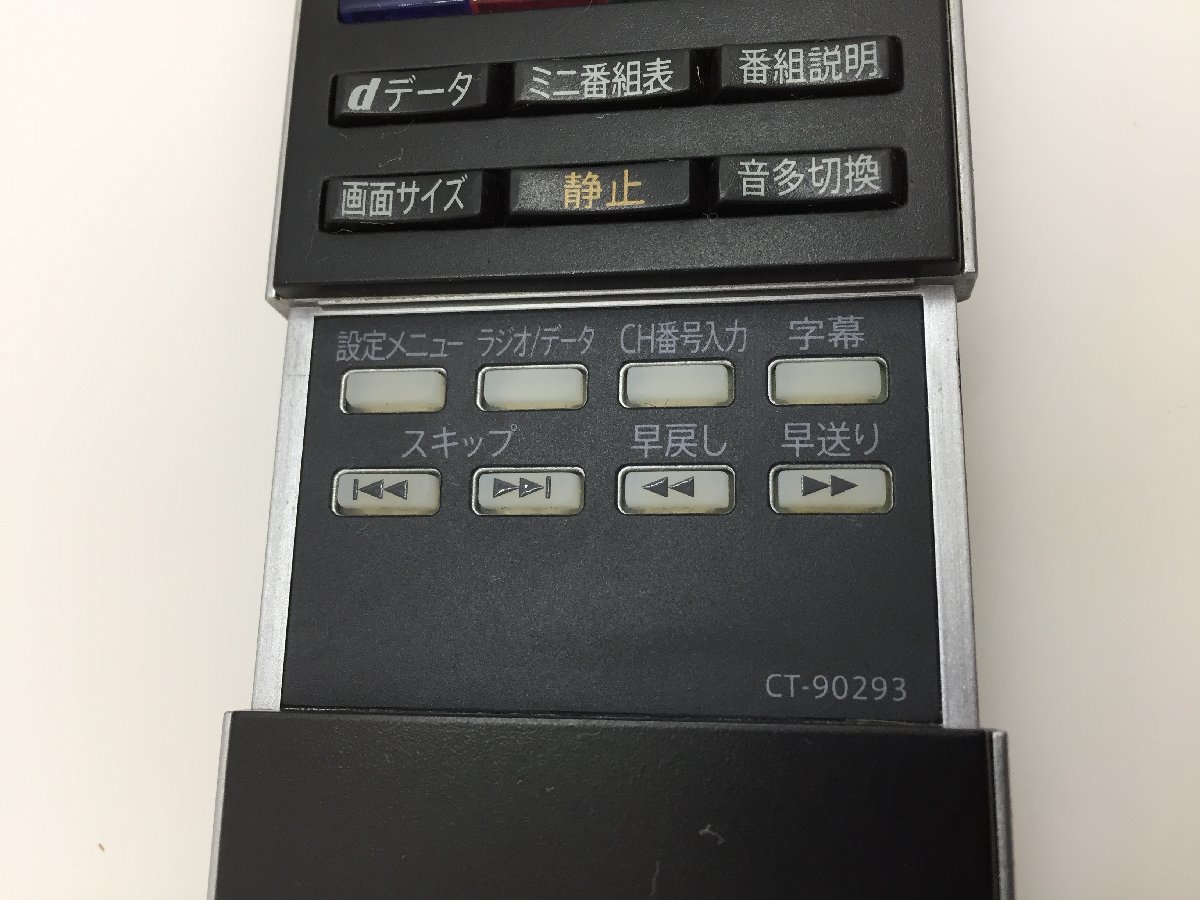 dデータ ミニ番組表 番組説明
画面サイズ 静止 音多切換
設定メニュー ラジオ/データ CH番号入力 字幕
スキップ 早戻し 早送り
CT-90293